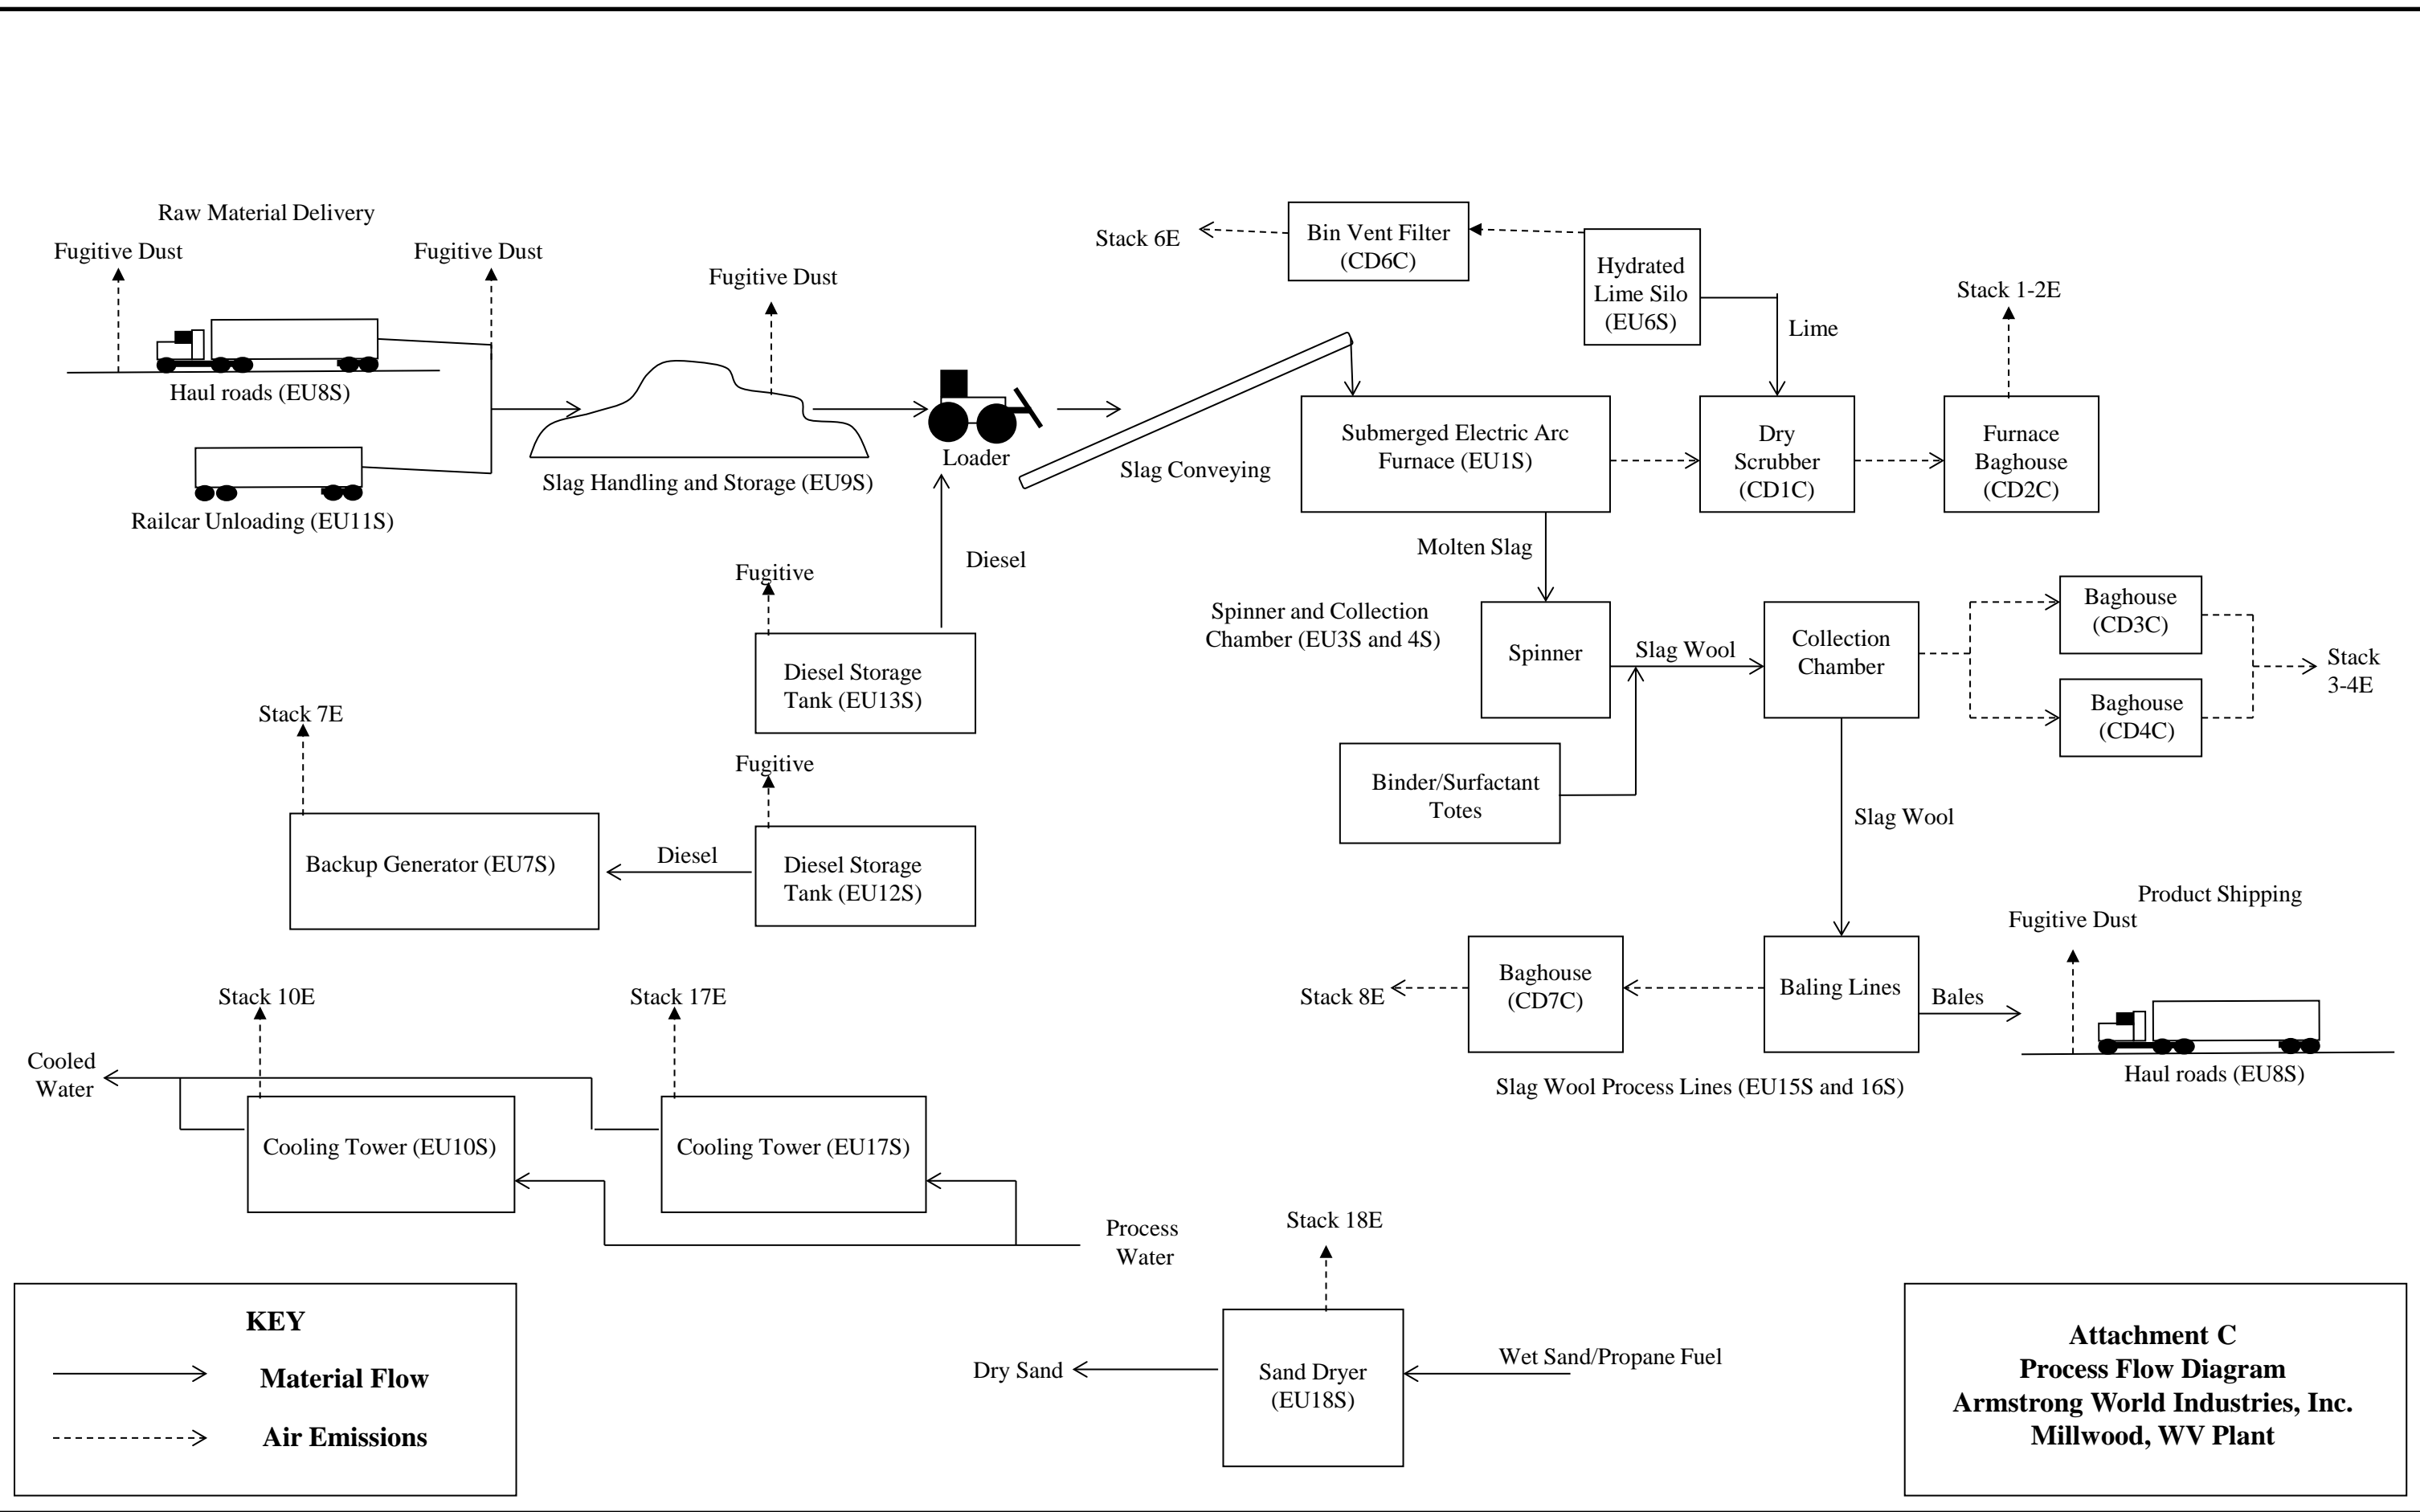 Raw Material Delivery
Fugitive Dust
Fugitive Dust
Fugitive Dust
Haul roads (EU8S)
Railcar Unloading (EU11S)
Slag Handling and Storage (EU9S)
Loader
Slag Conveying
Stack 6E
Bin Vent Filter
(CD6C)
Hydrated
Lime Silo
(EU6S)
Lime
Stack 1-2E
Submerged Electric Arc
Furnace (EU1S)
Dry
Scrubber
(CD1C)
Furnace
Baghouse
(CD2C)
Molten Slag
Diesel
Fugitive
Diesel Storage
Tank (EU13S)
Spinner and Collection
Chamber (EU3S and 4S)
Spinner
Slag Wool
Collection
Chamber
Baghouse
(CD3C)
Baghouse
(CD4C)
Stack
3-4E
Binder/Surfactant
Totes
Slag Wool
Stack 7E
Fugitive
Backup Generator (EU7S)
Diesel
Diesel Storage
Tank (EU12S)
Product Shipping
Fugitive Dust
Stack 8E
Baghouse
(CD7C)
Baling Lines
Bales
Haul roads (EU8S)
Slag Wool Process Lines (EU15S and 16S)
Stack 10E
Stack 17E
Cooled
Water
Cooling Tower (EU10S)
Cooling Tower (EU17S)
Process
Water
Stack 18E
Dry Sand
Sand Dryer
(EU18S)
Wet Sand/Propane Fuel
KEY
Material Flow
Air Emissions
Attachment C
Process Flow Diagram
Armstrong World Industries, Inc.
Millwood, WV Plant